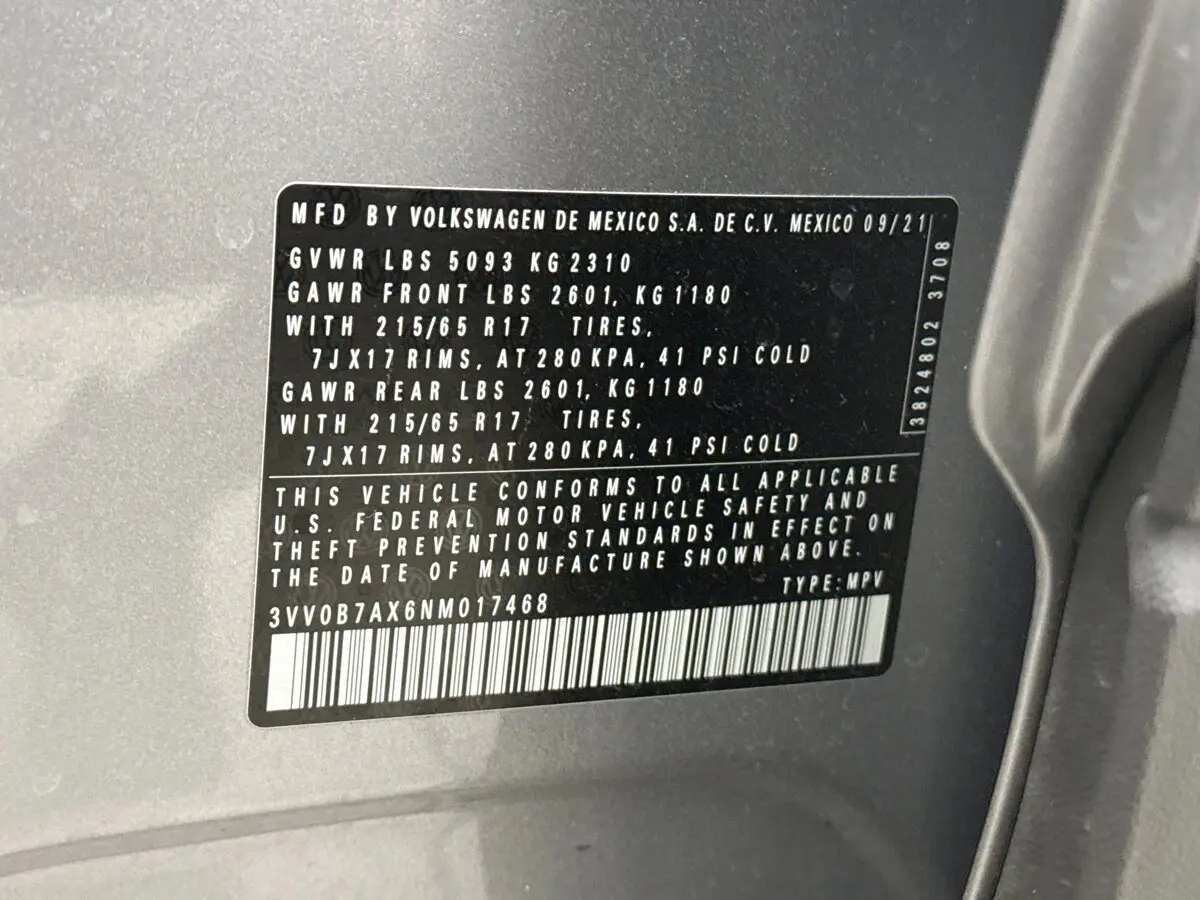 MFD BY VOLKSWAGEN DE MEXICO S.A. DE C.V. MEXICO 09/21
GVWR LBS 5093 KG 2310
GAWR FRONT LBS 2601, KG 1180
WITH 215/65 R17 TIRES,
7JX17 RIMS, AT 280 KPA, 41 PSI COLD
GAWR REAR LBS 2601, KG 1180
WITH 215/65 R17 TIRES,
7JX17 RIMS, AT 280 KPA, 41 PSI COLD
3824802 3708
THIS VEHICLE CONFORMS TO ALL APPLICABLE
U.S. FEDERAL MOTOR VEHICLE SAFETY AND
THEFT PREVENTION STANDARDS IN EFFECT ON
THE DATE OF MANUFACTURE SHOWN ABOVE.
TYPE: MPV
3VV0B7AX6NM017468